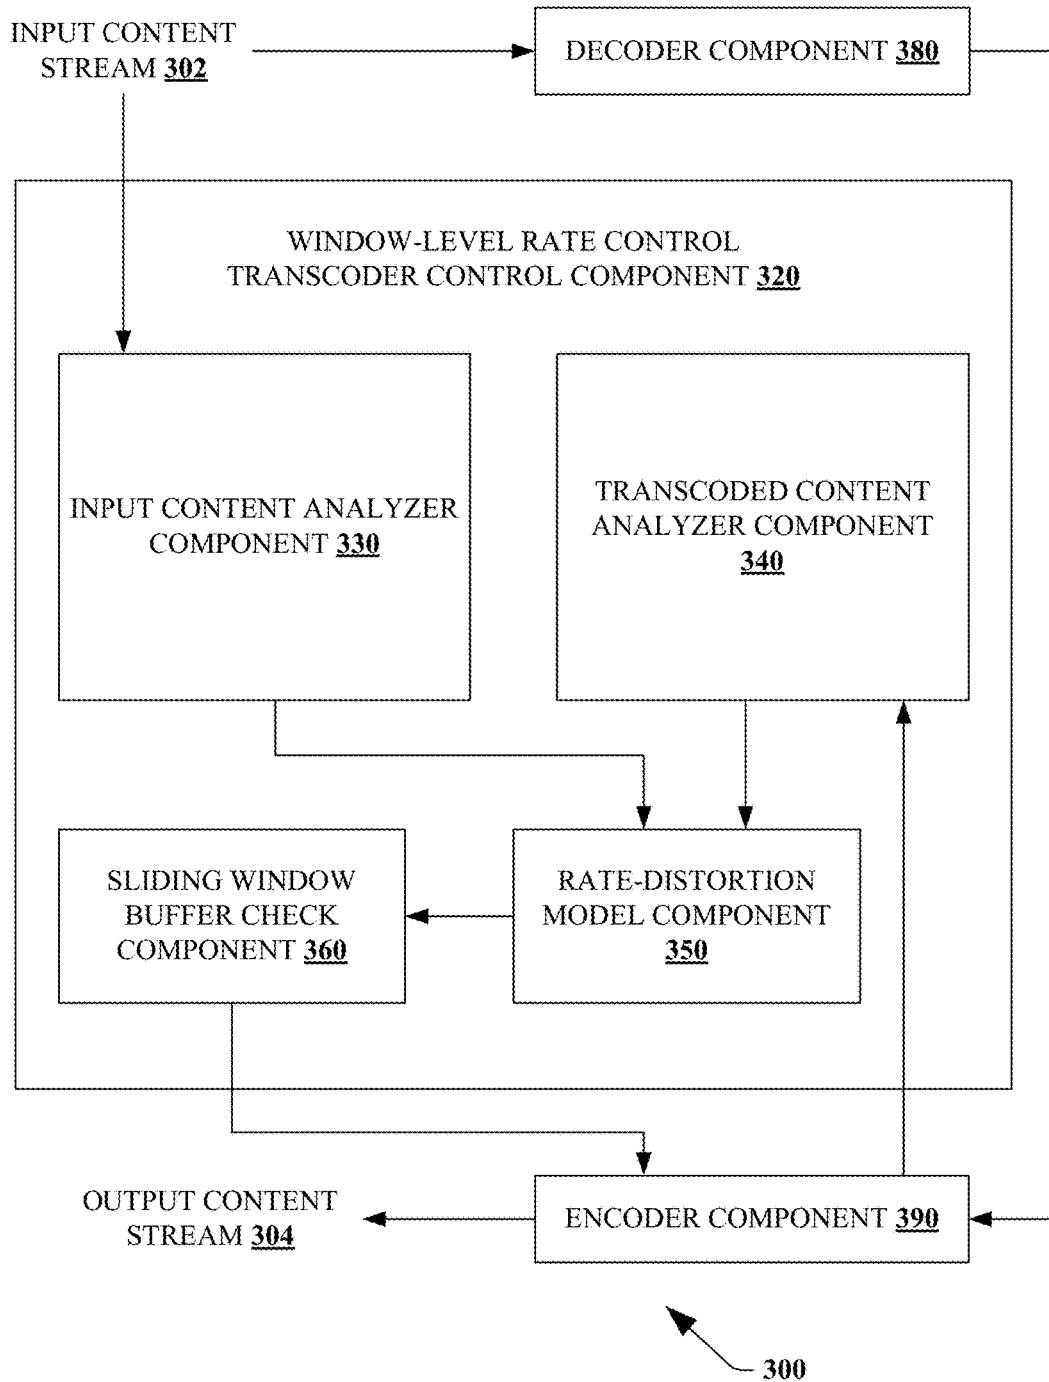 INPUT CONTENT
STREAM 302
DECODER COMPONENT 380
WINDOW-LEVEL RATE CONTROL
TRANSCODER CONTROL COMPONENT 320
INPUT CONTENT ANALYZER
COMPONENT 330
TRANSCODED CONTENT
ANALYZER COMPONENT
340
SLIDING WINDOW
BUFFER CHECK
COMPONENT 360
RATE-DISTORTION
MODEL COMPONENT
350
OUTPUT CONTENT
STREAM 304
ENCODER COMPONENT 390
300